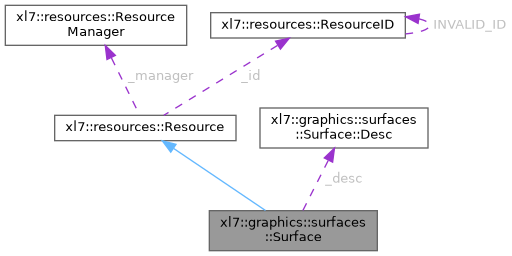 xl7::resources::Resource
Manager
xl7::resources::ResourceID
INVALID_ID
_manager
_id
xl7::resources::Resource
xl7::graphics::surfaces
::Surface::Desc
_desc
xl7::graphics::surfaces
::Surface